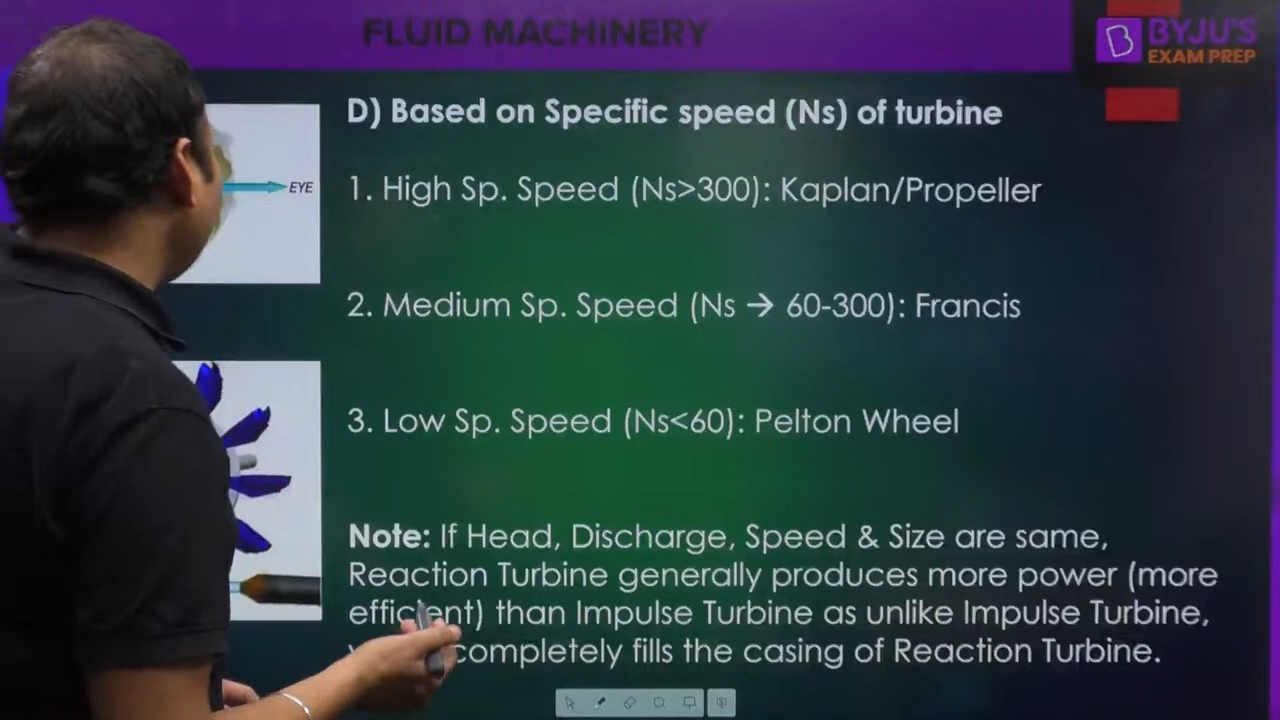 FLUID MACHINERY
BYJU'S
EXAM PREP
D) Based on Specific speed (Ns) of turbine
EYE
1. High Sp. Speed (Ns>300): Kaplan/Propeller
2. Medium Sp. Speed (Ns → 60-300): Francis
3. Low Sp. Speed (Ns<60): Pelton Wheel
Note: If Head, Discharge, Speed & Size are same,
Reaction Turbine generally produces more power (more
efficient) than Impulse Turbine as unlike Impulse Turbine,
completely fills the casing of Reaction Turbine.